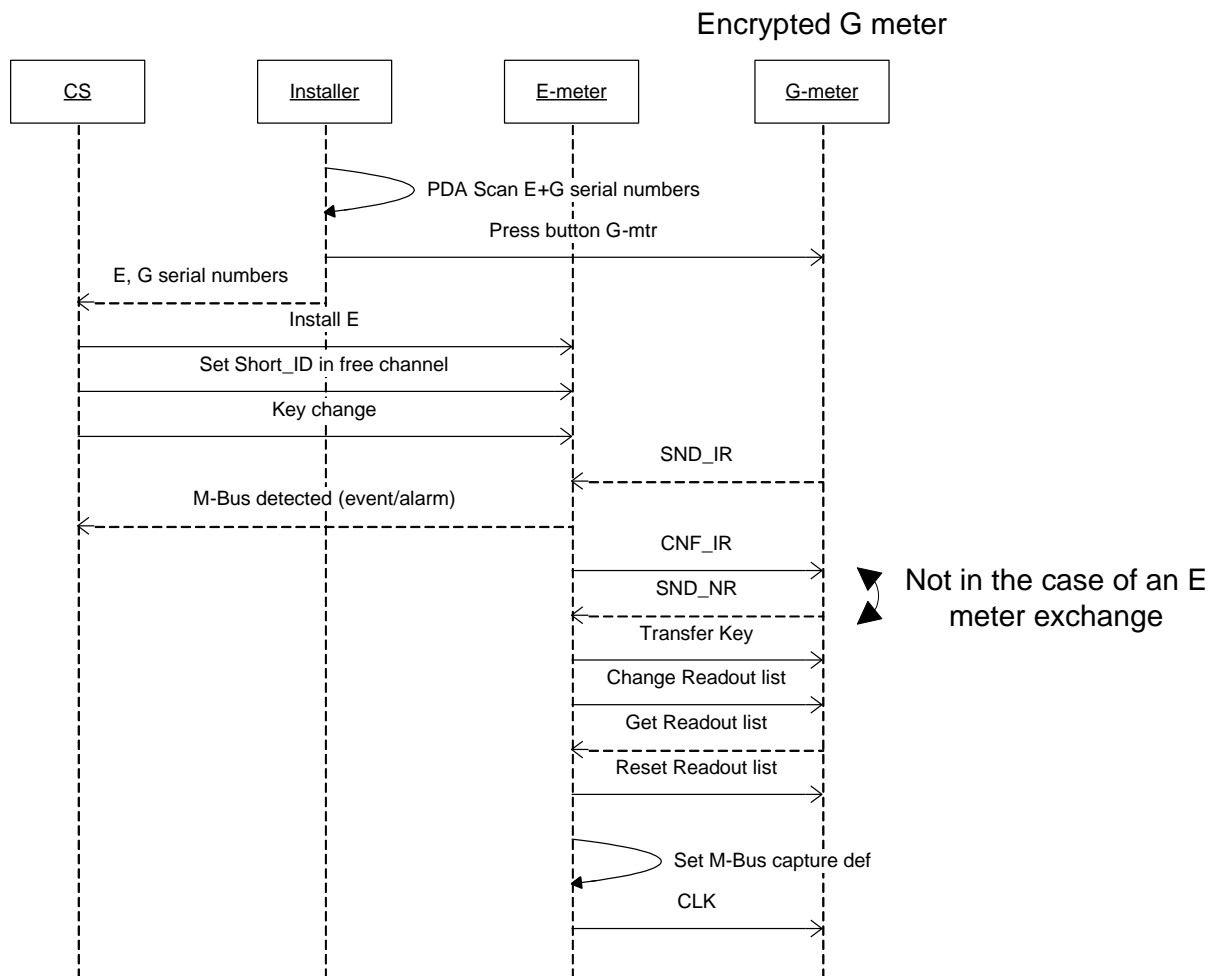 Encrypted G meter
CS
Installer
E-meter
G-meter
PDA Scan E+G serial numbers
Press button G-mtr
E, G serial numbers
Install E
Set Short_ID in free channel
Key change
SND_IR
M-Bus detected (event/alarm)
CNF_IR
Not in the case of an E
meter exchange
SND_NR
Transfer Key
Change Readout list
Get Readout list
Reset Readout list
Set M-Bus capture def
CLK